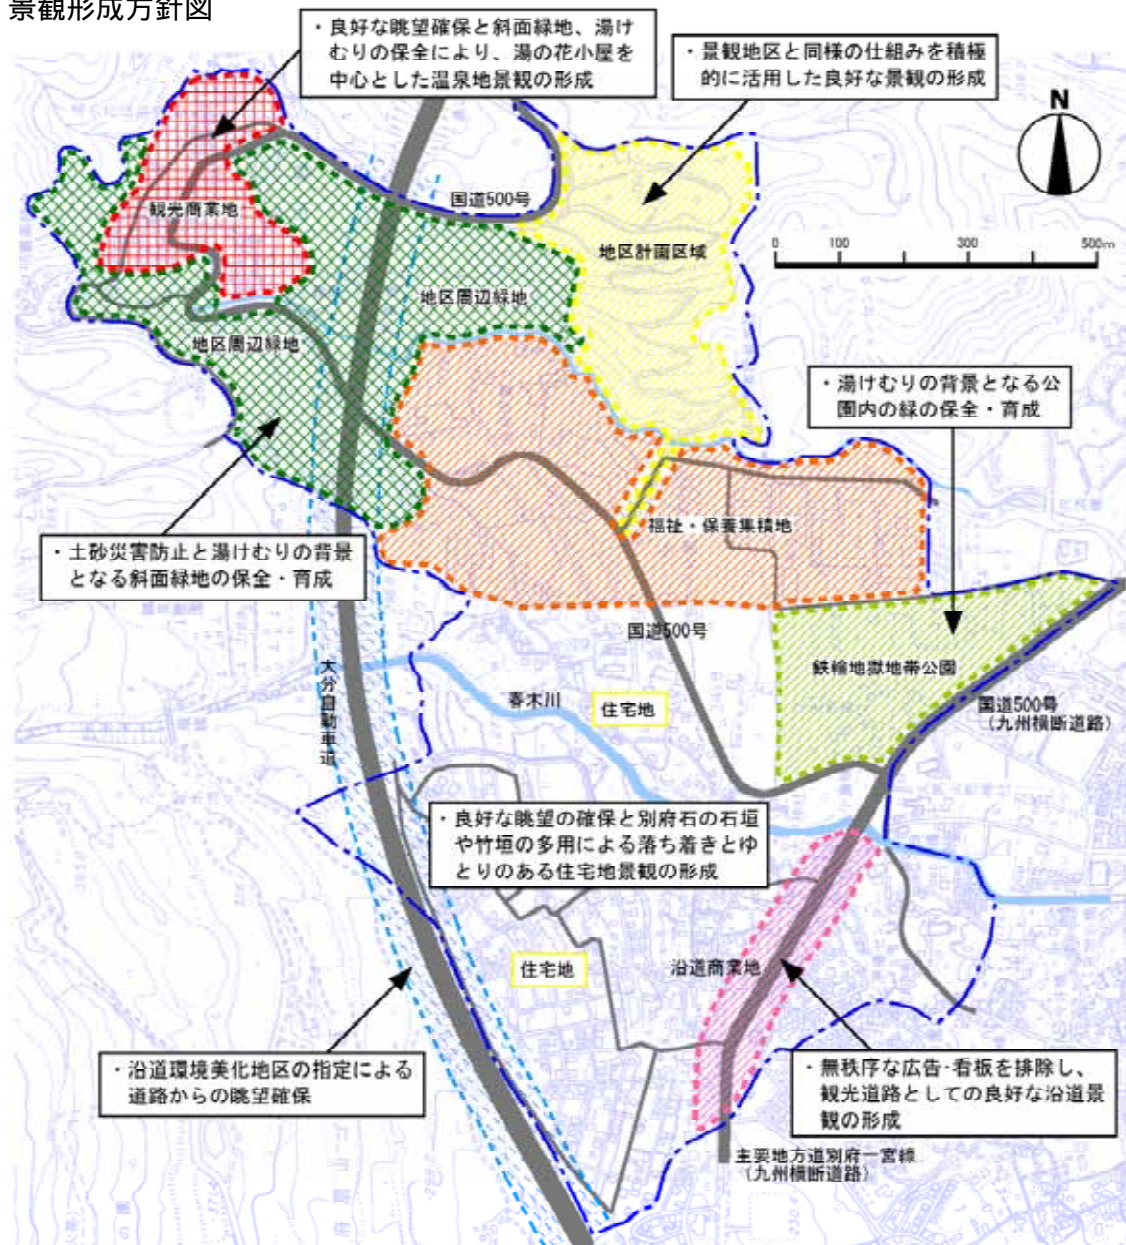 景観形成方針図
・良好な眺望確保と斜面緑地、湯け
むりの保全により、湯の花小屋を
中心とした温泉地景観の形成
・景観地区と同様の仕組みを積極
的に活用した良好な景観の形成
N
国道500号
観光商業地
地区計画区域
0 100 300 500m
地区周辺緑地
地区周辺緑地
・湯けむりの背景となる公
園内の緑の保全・育成
福祉・保養集積地
・土砂災害防止と湯けむりの背景
となる斜面緑地の保全・育成
国道500号
鉄輪地獄地帯公園
大分自動車道
春木川
住宅地
国道500号
(九州横断道路)
・良好な眺望の確保と別府石の石垣
や竹垣の多用による落ち着きとゆ
とりのある住宅地景観の形成
住宅地
沿道商業地
・沿道環境美化地区の指定による
道路からの眺望確保
・無秩序な広告・看板を排除し、
観光道路としての良好な沿道景
観の形成
主要地方道別府一宮線
(九州横断道路)